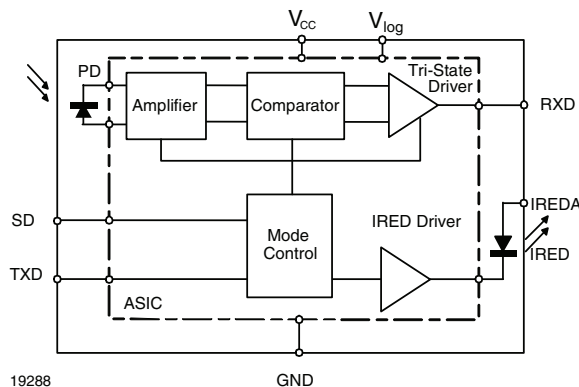 VCC
Vlog
PD
Tri-State
Driver
Amplifier
Comparator
RXD
IREDA
SD
IRED Driver
Mode
Control
IRED
TXD
ASIC
19288
GND